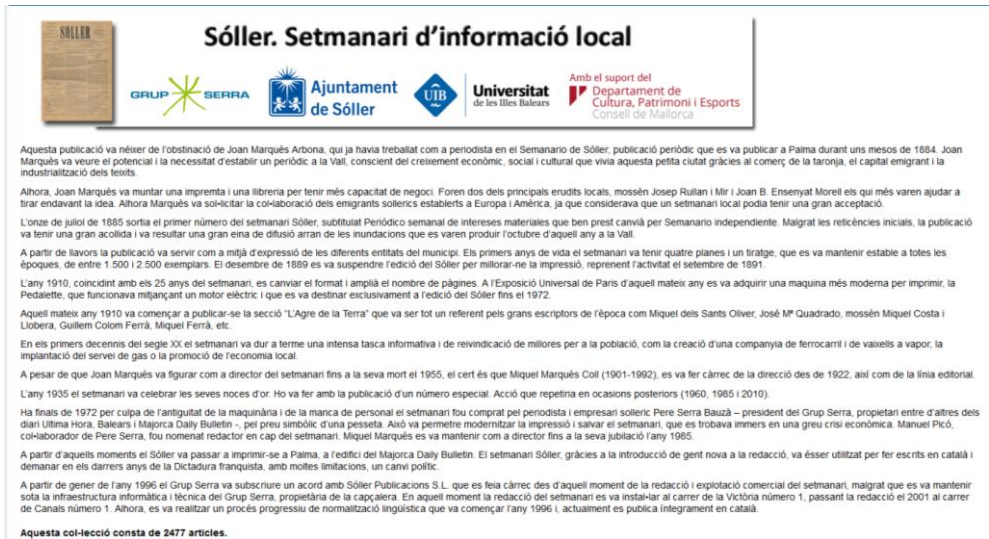 SOLLER
Sóller. Setmanari d'informació local
GRUP SERRA
Ajuntament
de Sóller
UIB
Universitat
de les Illes Balears
Amb el suport del
Departament de
Cultura, Patrimoni i Esports
Consell de Mallorca
Aquesta publicació va néixer de l'obstinació de Joan Marquès Arbona, qui ja havia treballat com a periodista en el Semanario de Sóller, publicació periòdic que es va publicar a Palma durant uns mesos de 1884. Joan
Marquès va veure el potencial i la necessitat d'establir un periòdic a la Vall, conscient del creixement econòmic, social i cultural que vivia aquesta petita ciutat gràcies al comerç de la taronja, el capital emigrant i la
industrialització dels teixits.
Alhora, Joan Marquès va muntar una impremta i una llibreria per tenir més capacitat de negoci. Foren dos dels principals erudits locals, mossèn Josep Rullan i Mir i Joan B. Ensenyat Morell els qui més varen ajudar a
tirar endavant la idea. Alhora Marquès va sol•licitar la col•laboració dels emigrants sollerics establerts a Europa i Amèrica, ja que considerava que un setmanari local podia tenir una gran acceptació.
L'onze de juliol de 1885 sortia el primer número del setmanari Sóller, subtitulat Periódico semanal de intereses materiales que ben prest canvià per Semanario independiente. Malgrat les reticències inicials, la publicació
va tenir una gran acollida i va resultar una gran eina de difusió arran de les inundacions que es varen produir l'octubre d'aquell any a la Vall.
A partir de llavors la publicació va servir com a mitjà d'expressió de les diferents entitats del municipi. Els primers anys de vida el setmanari va tenir quatre planes i un tiratge, que es va mantenir estable a totes les
èpoques, de entre 1.500 i 2.500 exemplars. El desembre de 1889 es va suspendre l'edició del Sóller per millorar-ne la impressió, reprenent l'activitat el setembre de 1891.
L'any 1910, coincidint amb els 25 anys del setmanari, es canviar el format i amplià el nombre de pàgines. A l'Exposició Universal de Paris d'aquell mateix any es va adquirir una maquina més moderna per imprimir, la
Pedalette, que funcionava mitjançant un motor elèctric i que es va destinar exclusivament a l'edició del Sóller fins el 1972.
Aquell mateix any 1910 va començar a publicar-se la secció "L'Agre de la Terra" que va ser tot un referent pels grans escriptors de l'època com Miquel dels Sants Oliver, José Mª Quadrado, mossèn Miquel Costa i
Llobera, Guillem Colom Ferrà, Miquel Ferrà, etc.
En els primers decennis del segle XX el setmanari va dur a terme una intensa tasca informativa i de reivindicació de millores per a la població, com la creació d'una companyia de ferrocarril i de vaixells a vapor, la
implantació del servei de gas o la promoció de l'economia local.
A pesar de que Joan Marquès va figurar com a director del setmanari fins a la seva mort el 1955, el cert és que Miquel Marquès Coll (1901-1992), es va fer càrrec de la direcció des de 1922, així com de la línia editorial.
L'any 1935 el setmanari va celebrar les seves noces d'or. Ho va fer amb la publicació d'un número especial. Acció que repetiria en ocasions posteriors (1960, 1985 i 2010).
Ha finals de 1972 per culpa de l'antiguitat de la maquinària i de la manca de personal el setmanari fou comprat pel periodista i empresari solleric Pere Serra Bauzà – president del Grup Serra, propietari entre d'altres dels
diari Ultima Hora, Balears i Majorca Daily Bulletin -, pel preu simbòlic d'una pesseta. Això va permetre modernitzar la impressió i salvar el setmanari, que es trobava immers en una greu crisi econòmica. Manuel Picó,
col•laborador de Pere Serra, fou nomenat redactor en cap del setmanari. Miquel Marquès es va mantenir com a director fins a la seva jubilació l'any 1985.
A partir d'aquells moments el Sóller va passar a imprimir-se a Palma, a l'edifici del Majorca Daily Bulletin. El setmanari Sóller, gràcies a la introducció de gent nova a la redacció, va ésser utilitzat per fer escrits en català i
demanar en els darrers anys de la Dictadura franquista, amb moltes limitacions, un canvi polític.
A partir de gener de l'any 1996 el Grup Serra va subscriure un acord amb Sóller Publicacions S.L. que es feia càrrec des d'aquell moment de la redacció i explotació comercial del setmanari, malgrat que es va mantenir
sota la infraestructura informàtica i tècnica del Grup Serra, propietària de la capçalera. En aquell moment la redacció del setmanari es va instal•lar al carrer de la Victòria número 1, passant la redacció el 2001 al carrer
de Canals número 1. Alhora, es va realitzar un procés progressiu de normalització lingüística que va començar l'any 1996 i, actualment es publica íntegrament en català.
Aquesta col·lecció consta de 2477 articles.